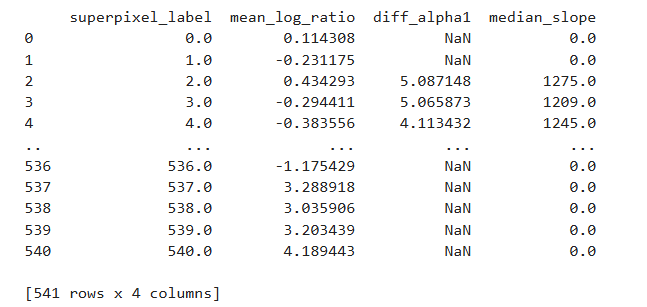 superpixel_label mean_log_ratio diff_alpha1 median_slope
0 0.0 0.114308 NaN 0.0
1 1.0 -0.231175 NaN 0.0
2 2.0 0.434293 5.087148 1275.0
3 3.0 -0.294411 5.065873 1209.0
4 4.0 -0.383556 4.113432 1245.0
.. ... ... ... ...
536 536.0 -1.175429 NaN 0.0
537 537.0 3.288918 NaN 0.0
538 538.0 3.035906 NaN 0.0
539 539.0 3.203439 NaN 0.0
540 540.0 4.189443 NaN 0.0
[541 rows x 4 columns]